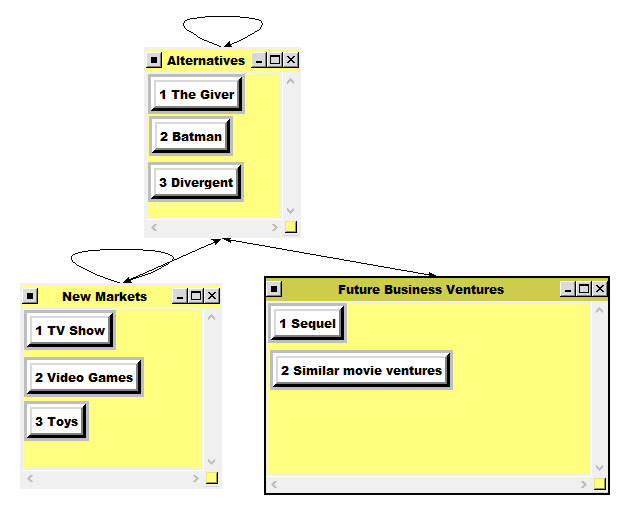 Alternatives
1 The Giver
2 Batman
3 Divergent
New Markets
1 TV Show
2 Video Games
3 Toys
Future Business Ventures
1 Sequel
2 Similar movie ventures